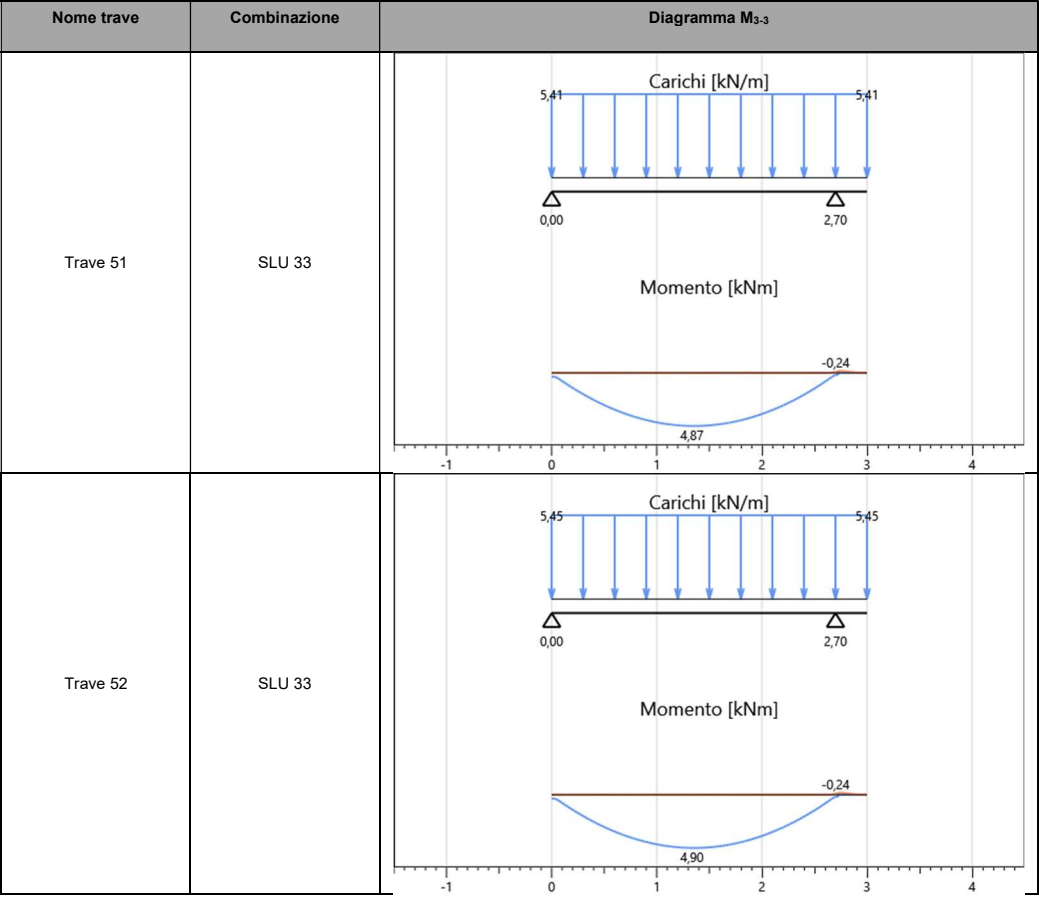 Nome trave Combinazione Diagramma M3-3
Carichi [kN/m]
5,41 5,41
0,00 2,70
Trave 51 SLU 33
Momento [kNm]
-0,24
4,87
-1 0 1 2 3 4
Carichi [kN/m]
5,45 5,45
0,00 2,70
Trave 52 SLU 33
Momento [kNm]
-0,24
4,90
-1 0 1 2 3 4